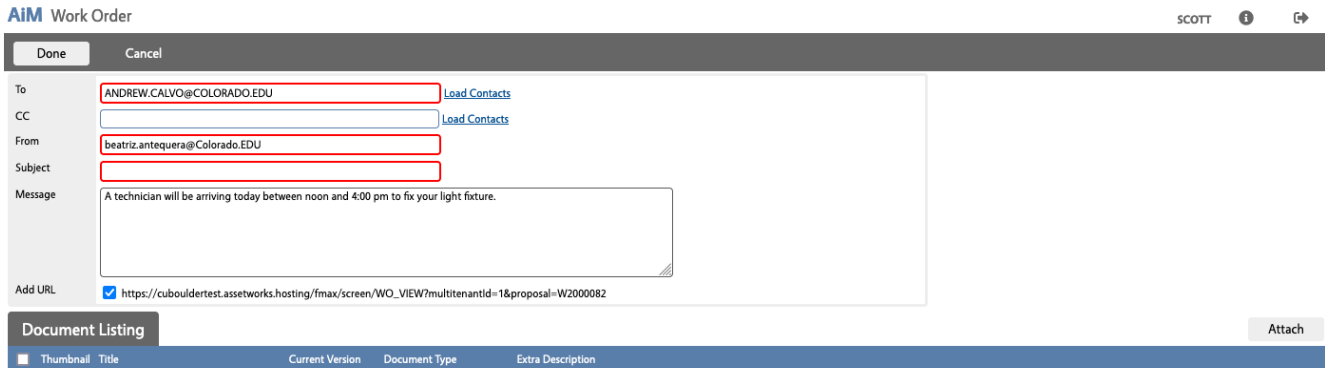 AiM Work Order
SCOTT
Done Cancel
To ANDREW.CALVO@COLORADO.EDU Load Contacts
CC Load Contacts
From beatriz.antequera@Colorado.EDU
Subject
Message A technician will be arriving today between noon and 4:00 pm to fix your light fixture.
Add URL https://cubouldertest.assetworks.hosting/fmax/screen/WO_VIEW?multitenantId=1&proposal=W2000082
Document Listing Attach
Thumbnail Title Current Version Document Type Extra Description